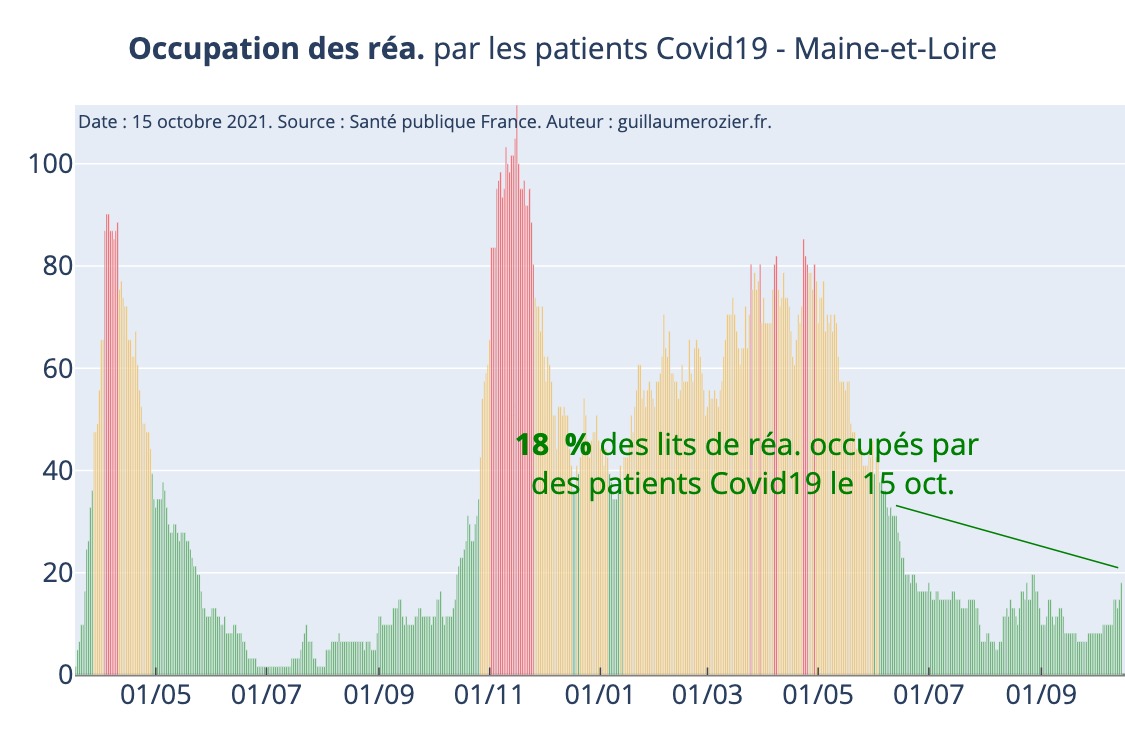 Occupation des réa. par les patients Covid19 - Maine-et-Loire
Date : 15 octobre 2021. Source : Santé publique France. Auteur : guillaumerozier.fr.
100
80
60
18 % des lits de réa. occupés par
40
des patients Covid19 le 15 oct.
20
0
01/05 01/07 01/09 01/11 01/01 01/03 01/05 01/07 01/09